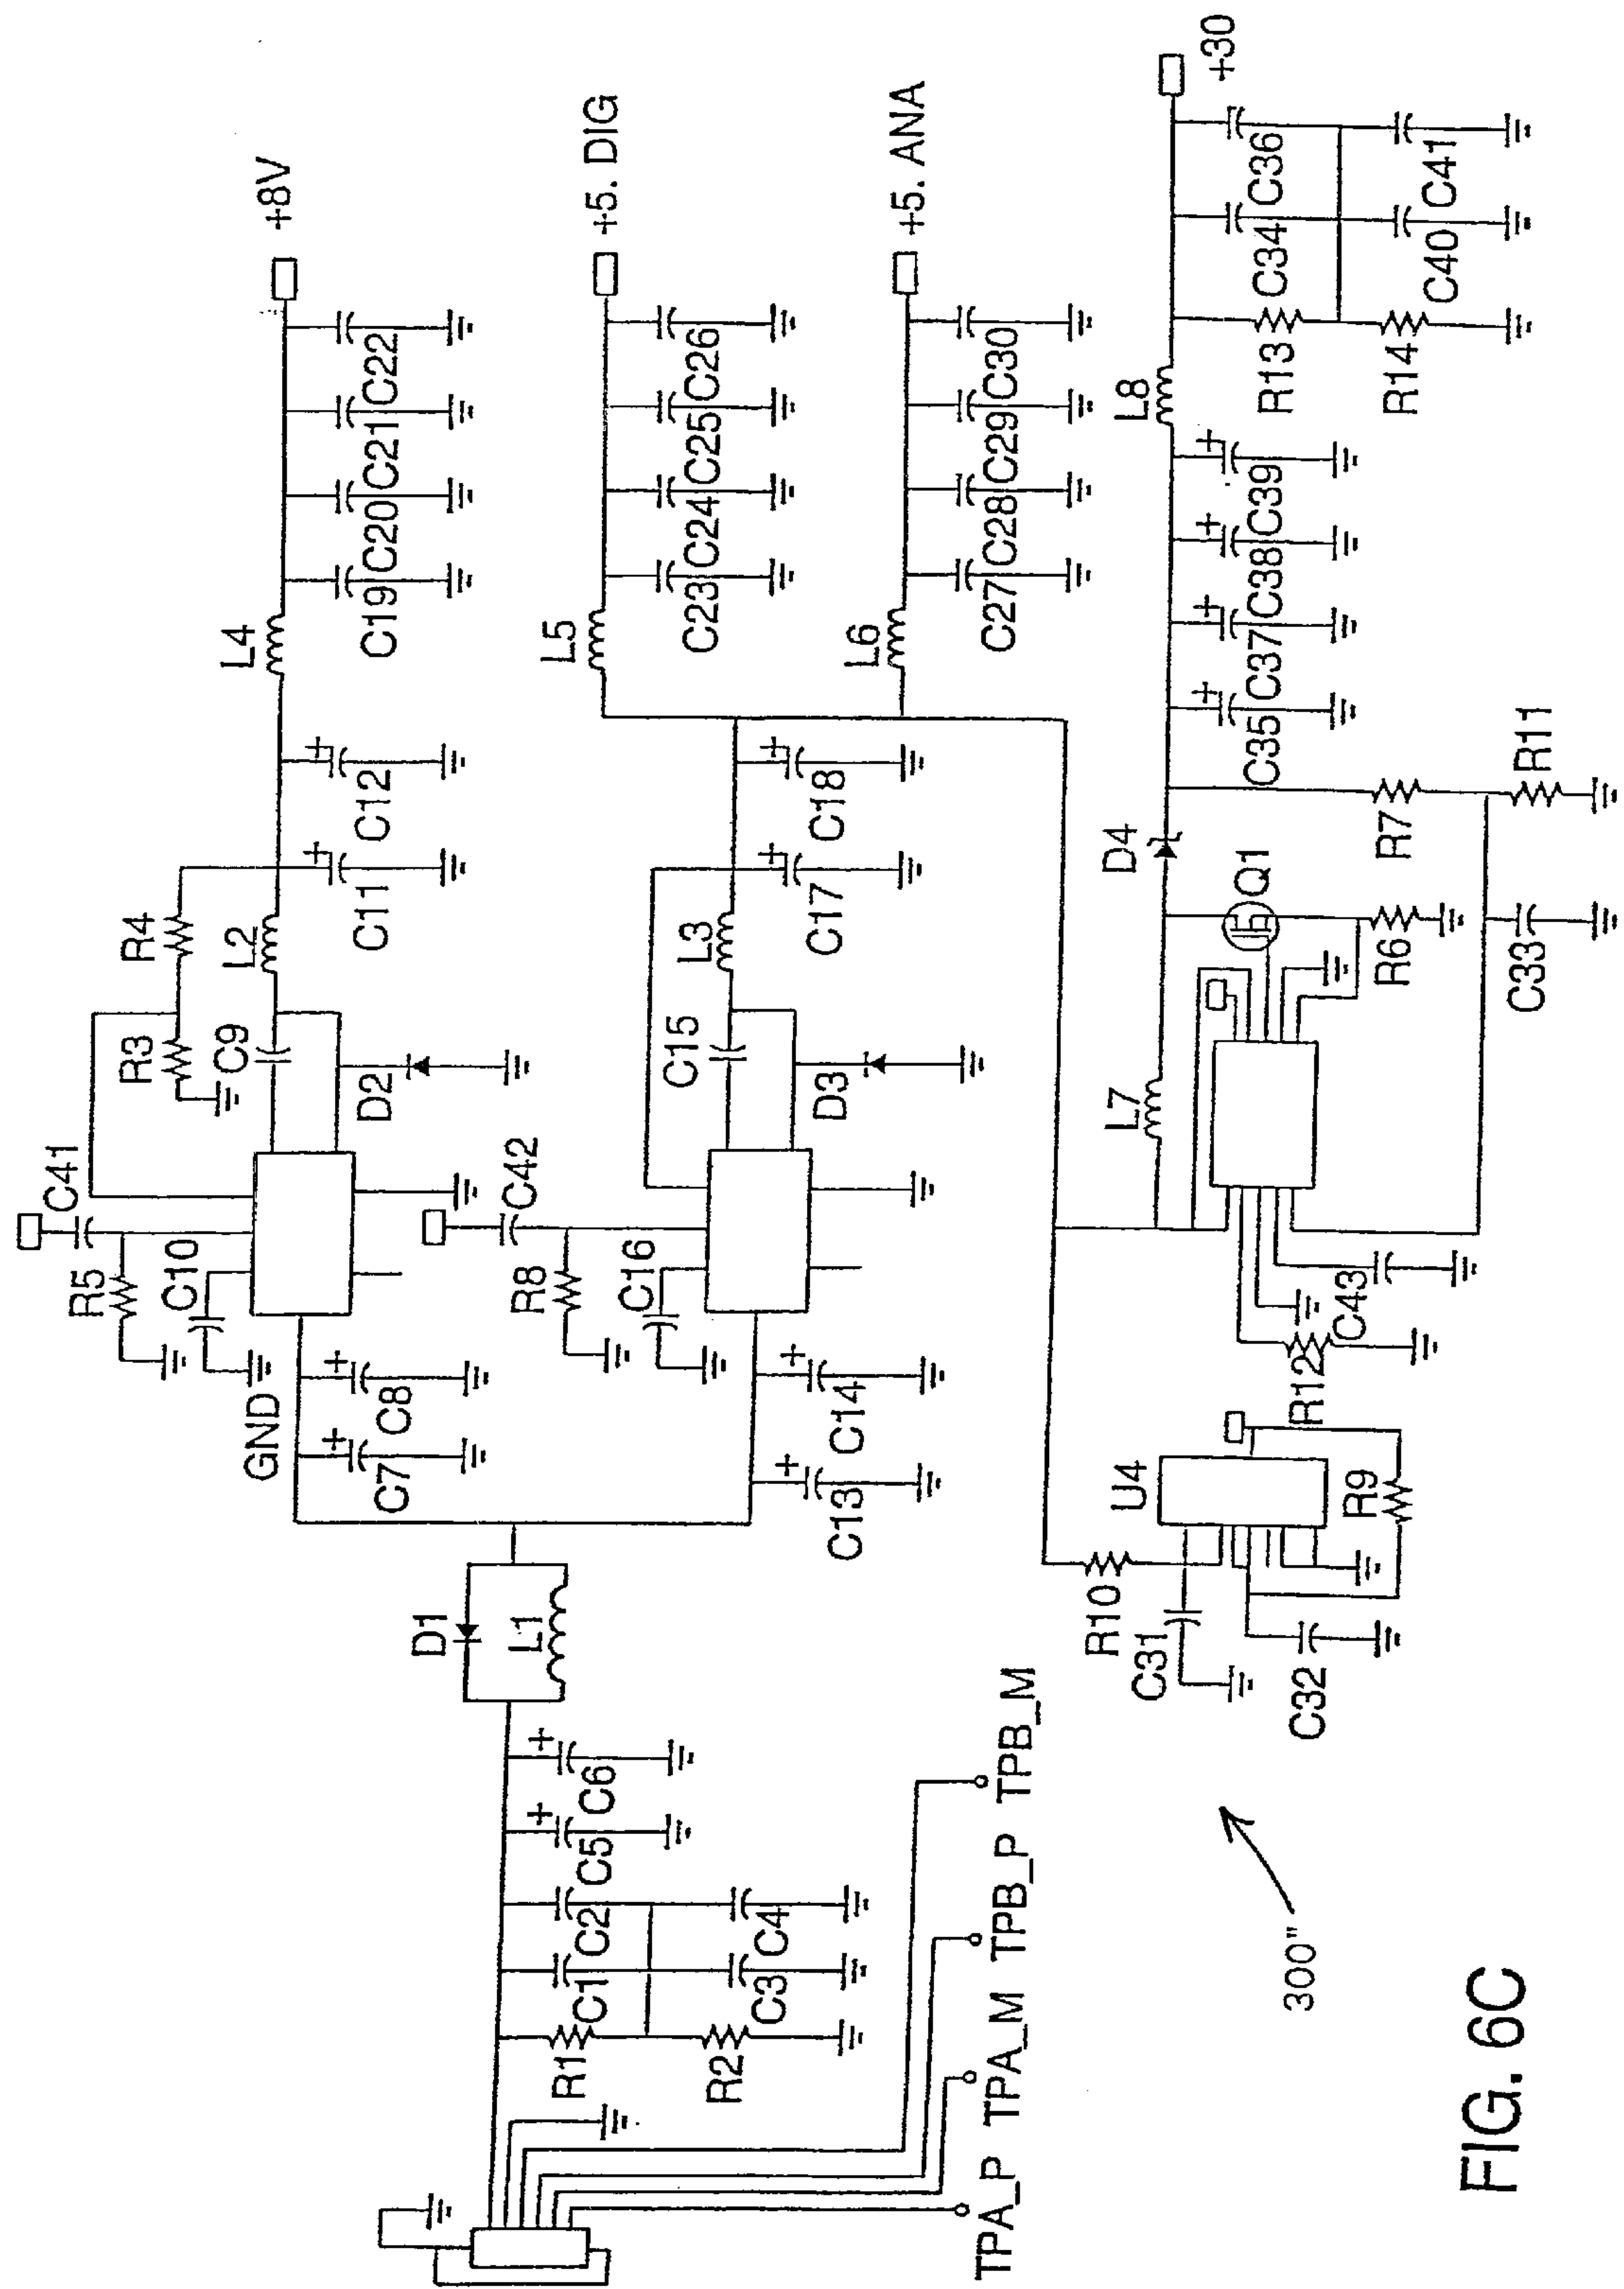 +8V
L4
C19
C20
C21
C22
C12
C11
R4
L2
R3
C9
D2
C41
R5
C10
GND
C8
C7
+5. DIG
L5
C23
C24
C25
C26
+5. ANA
L6
C27
C28
C29
C30
C18
C17
L3
C15
D3
C42
R8
C16
C14
C13
D1
L1
C6
C5
C2
C4
C1
C3
R1
R2
TPA_P
TPA_M
TPB_P
TPB_M
+30
C36
C34
C41
C40
R13
R14
L8
C39
C38
C37
C35
R11
R7
D4
Q1
R6
C33
L7
C43
R12
U4
R9
R10
C31
C32
300"
FIG. 6C